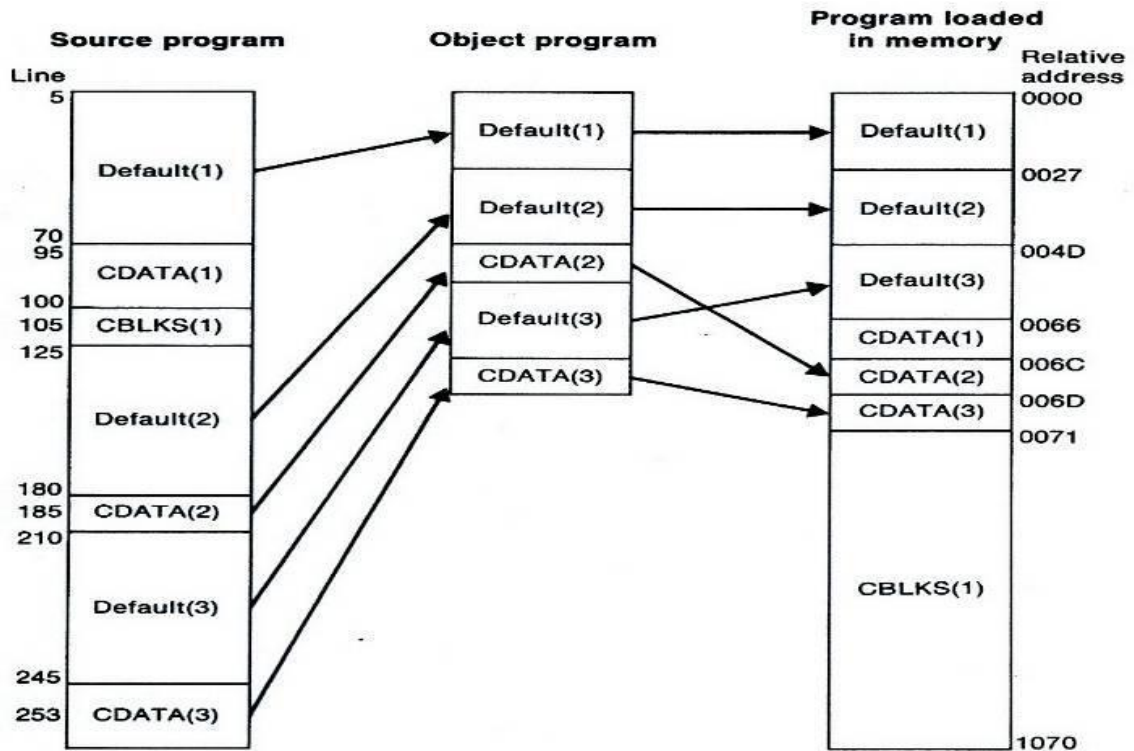 Source program
Object program
Program loaded
in memory
Line
Relative
address
5
Default(1)
70
95
CDATA(1)
100
105
CBLKS(1)
125
Default(2)
180
185
CDATA(2)
210
Default(3)
245
253
CDATA(3)
Default(1)
Default(2)
CDATA(2)
Default(3)
CDATA(3)
0000
Default(1)
0027
Default(2)
004D
Default(3)
0066
CDATA(1)
006C
CDATA(2)
006D
CDATA(3)
0071
CBLKS(1)
1070